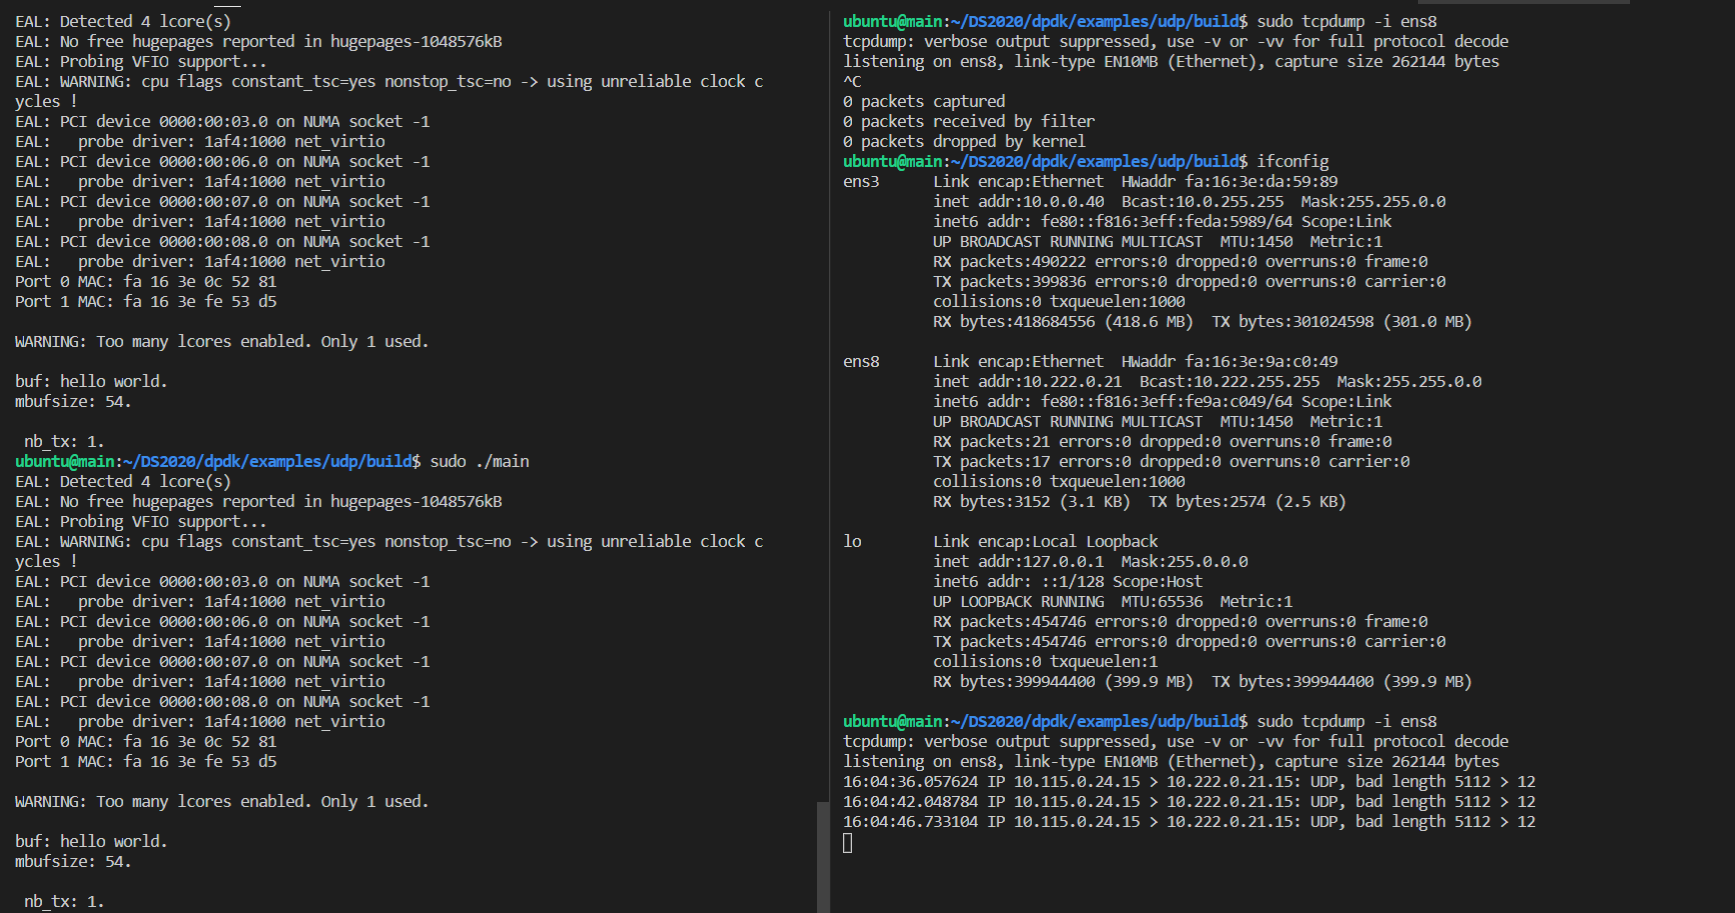 EAL: Detected 4 lcore(s)
EAL: No free hugepages reported in hugepages-1048576kB
EAL: Probing VFIO support...
EAL: WARNING: cpu flags constant_tsc=yes nonstop_tsc=no -> using unreliable clock c
ycles !
EAL: PCI device 0000:00:03.0 on NUMA socket -1
EAL:   probe driver: 1af4:1000 net_virtio
EAL: PCI device 0000:00:06.0 on NUMA socket -1
EAL:   probe driver: 1af4:1000 net_virtio
EAL: PCI device 0000:00:07.0 on NUMA socket -1
EAL:   probe driver: 1af4:1000 net_virtio
EAL: PCI device 0000:00:08.0 on NUMA socket -1
EAL:   probe driver: 1af4:1000 net_virtio
Port 0 MAC: fa 16 3e 0c 52 81
Port 1 MAC: fa 16 3e fe 53 d5
WARNING: Too many lcores enabled. Only 1 used.
buf: hello world.
mbufsize: 54.
 nb_tx: 1.
ubuntu@main:~/DS2020/dpdk/examples/udp/build$ sudo ./main
EAL: Detected 4 lcore(s)
EAL: No free hugepages reported in hugepages-1048576kB
EAL: Probing VFIO support...
EAL: WARNING: cpu flags constant_tsc=yes nonstop_tsc=no -> using unreliable clock c
ycles !
EAL: PCI device 0000:00:03.0 on NUMA socket -1
EAL:   probe driver: 1af4:1000 net_virtio
EAL: PCI device 0000:00:06.0 on NUMA socket -1
EAL:   probe driver: 1af4:1000 net_virtio
EAL: PCI device 0000:00:07.0 on NUMA socket -1
EAL:   probe driver: 1af4:1000 net_virtio
EAL: PCI device 0000:00:08.0 on NUMA socket -1
EAL:   probe driver: 1af4:1000 net_virtio
Port 0 MAC: fa 16 3e 0c 52 81
Port 1 MAC: fa 16 3e fe 53 d5
WARNING: Too many lcores enabled. Only 1 used.
buf: hello world.
mbufsize: 54.
 nb_tx: 1.
ubuntu@main:~/DS2020/dpdk/examples/udp/build$ sudo tcpdump -i ens8
tcpdump: verbose output suppressed, use -v or -vv for full protocol decode
listening on ens8, link-type EN10MB (Ethernet), capture size 262144 bytes
^C
0 packets captured
0 packets received by filter
0 packets dropped by kernel
ubuntu@main:~/DS2020/dpdk/examples/udp/build$ ifconfig
ens3      Link encap:Ethernet  HWaddr fa:16:3e:da:59:89
          inet addr:10.0.0.40  Bcast:10.0.255.255  Mask:255.255.0.0
          inet6 addr: fe80::f816:3eff:feda:5989/64 Scope:Link
          UP BROADCAST RUNNING MULTICAST  MTU:1450  Metric:1
          RX packets:490222 errors:0 dropped:0 overruns:0 frame:0
          TX packets:399836 errors:0 dropped:0 overruns:0 carrier:0
          collisions:0 txqueuelen:1000
          RX bytes:418684556 (418.6 MB)  TX bytes:301024598 (301.0 MB)
ens8      Link encap:Ethernet  HWaddr fa:16:3e:9a:c0:49
          inet addr:10.222.0.21  Bcast:10.222.255.255  Mask:255.255.0.0
          inet6 addr: fe80::f816:3eff:fe9a:c049/64 Scope:Link
          UP BROADCAST RUNNING MULTICAST  MTU:1450  Metric:1
          RX packets:21 errors:0 dropped:0 overruns:0 frame:0
          TX packets:17 errors:0 dropped:0 overruns:0 carrier:0
          collisions:0 txqueuelen:1000
          RX bytes:3152 (3.1 KB)  TX bytes:2574 (2.5 KB)
lo        Link encap:Local Loopback
          inet addr:127.0.0.1  Mask:255.0.0.0
          inet6 addr: ::1/128 Scope:Host
          UP LOOPBACK RUNNING  MTU:65536  Metric:1
          RX packets:454746 errors:0 dropped:0 overruns:0 frame:0
          TX packets:454746 errors:0 dropped:0 overruns:0 carrier:0
          collisions:0 txqueuelen:1
          RX bytes:399944400 (399.9 MB)  TX bytes:399944400 (399.9 MB)
ubuntu@main:~/DS2020/dpdk/examples/udp/build$ sudo tcpdump -i ens8
tcpdump: verbose output suppressed, use -v or -vv for full protocol decode
listening on ens8, link-type EN10MB (Ethernet), capture size 262144 bytes
16:04:36.057624 IP 10.115.0.24.15 > 10.222.0.21.15: UDP, bad length 5112 > 12
16:04:42.048784 IP 10.115.0.24.15 > 10.222.0.21.15: UDP, bad length 5112 > 12
16:04:46.733104 IP 10.115.0.24.15 > 10.222.0.21.15: UDP, bad length 5112 > 12